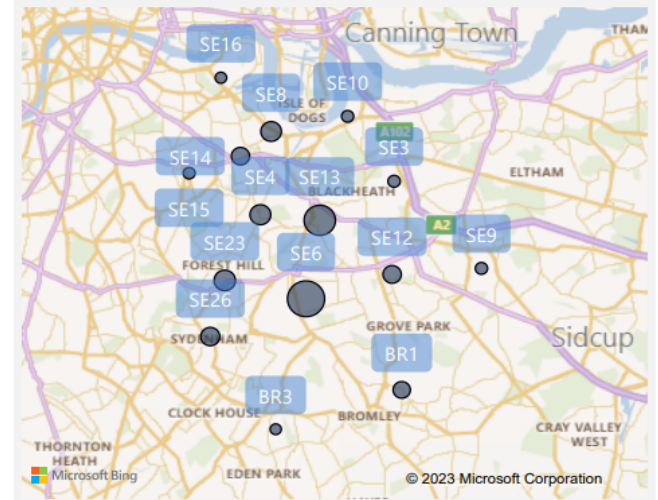 Canning Town
THAM
SE16
SE8
SE10
ISLE OF
DOGS
A102
SE3
SE14
SE4
SE13
BLACKHEATH
ELTHAM
SE15
SE23
SE6
SE12
A2
SE9
FOREST HILL
SE26
SYDENHAM
GROVE PARK
Sidcup
BR1
BR3
CLOCK HOUSE
BROMLEY
CRAY VALLEY
WEST
THORNTON
HEATH
Microsoft Bing
EDEN PARK
© 2023 Microsoft Corporation